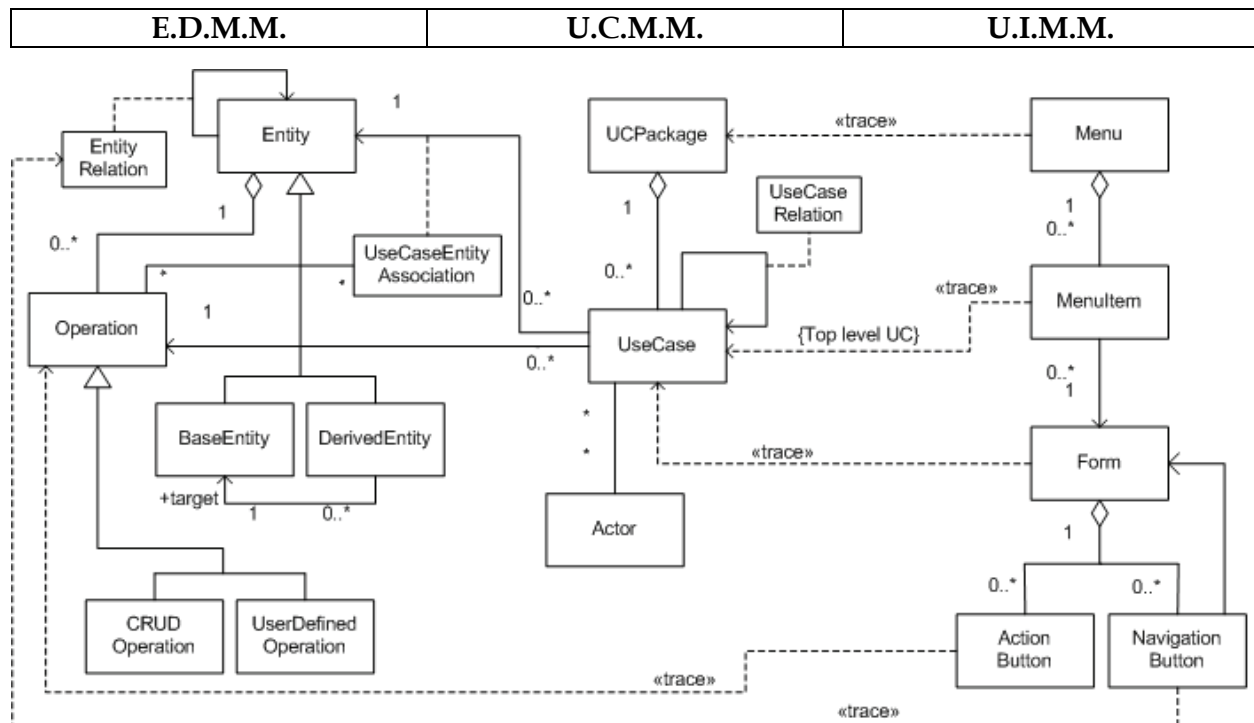 E.D.M.M. U.C.M.M. U.I.M.M.
1
Entity
UCPackage
«trace»
Menu
Entity
Relation
UseCase
Relation
1
1
1
0..*
0..*
UseCaseEntity
Association
*
*
0..*
0..*
«trace»
MenuItem
Operation
1
0..*
UseCase
{Top level UC}
0..*
1
BaseEntity
DerivedEntity
*
*
«trace»
Form
+target
1
0..*
Actor
1
0..*
0..*
CRUD
Operation
UserDefined
Operation
Action
Button
Navigation
Button
«trace»
«trace»